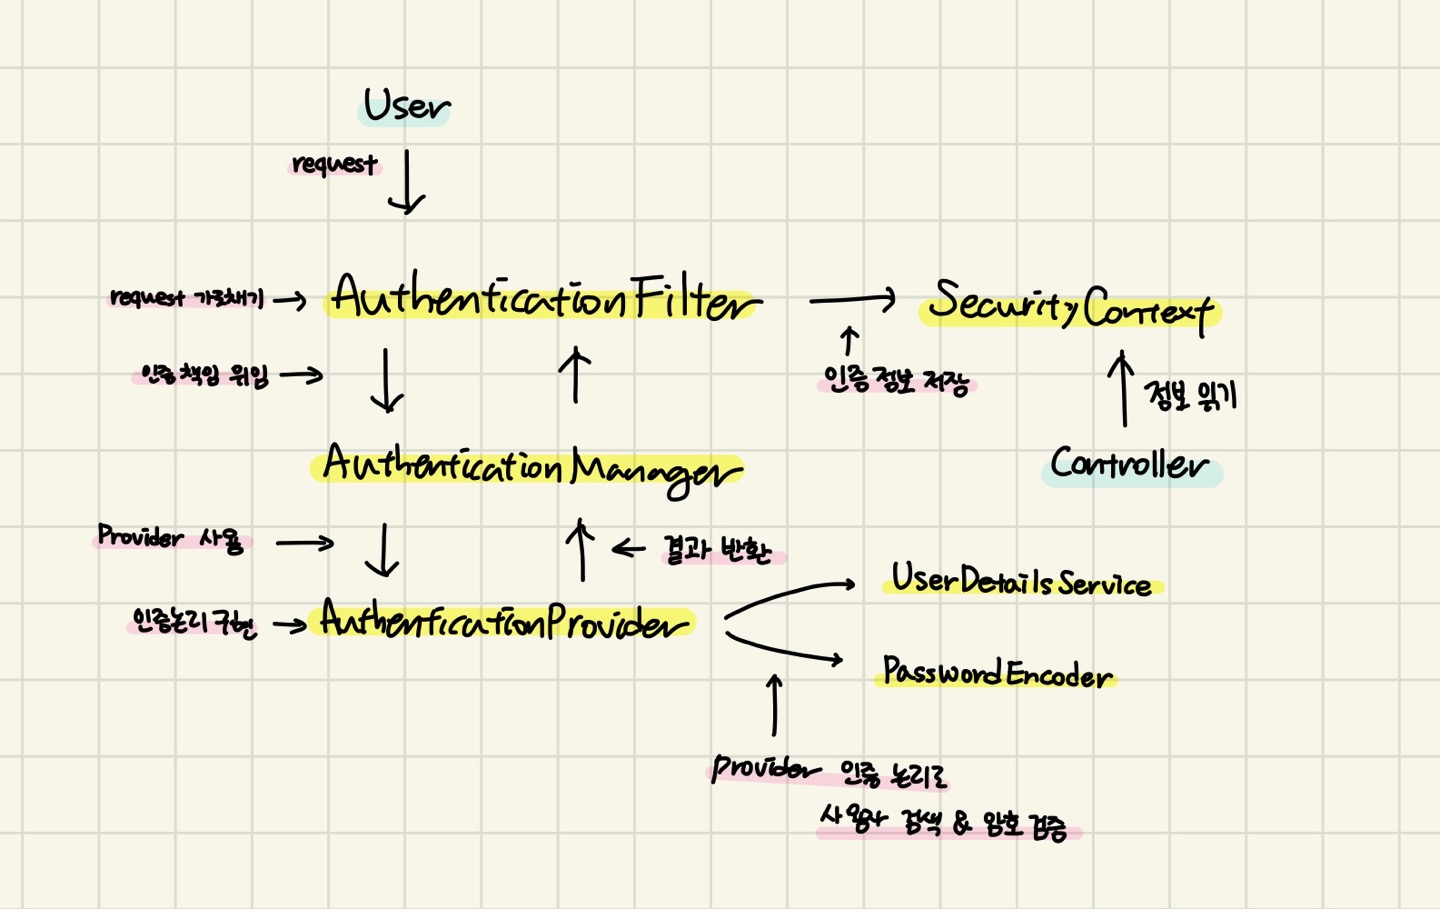 User
request
request 가로채기
AuthenticationFilter
SecurityContext
인증 책임 위임
인증 정보 저장
정보 읽기
AuthenticationManager
Controller
Provider 사용
결과 반환
UserDetailsService
인증논리 구현
AuthenticationProvider
PasswordEncoder
provider 인증 논리로
사용자 검색 & 암호 검증